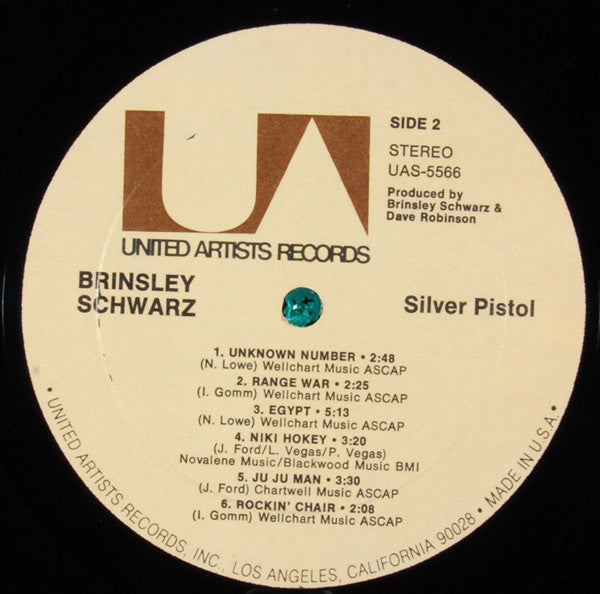 UA
SIDE 2
STEREO
UAS-5566
Produced by
Brinsley Schwarz &
Dave Robinson
UNITED ARTISTS RECORDS
BRINSLEY
SCHWARZ
Silver Pistol
1. UNKNOWN NUMBER • 2:48
(N. Lowe) Wellchart Music ASCAP
2. RANGE WAR • 2:25
(I. Gomm) Wellchart Music ASCAP
3. EGYPT • 5:13
(N. Lowe) Wellchart Music ASCAP
4. NIKI HOKEY • 3:20
(J. Ford/L. Vegas/P. Vegas)
Novalene Music/Blackwood Music BMI
5. JU JU MAN • 3:30
(J. Ford) Chartwell Music ASCAP
6. ROCKIN' CHAIR • 2:08
(I. Gomm) Wellchart Music ASCAP
• UNITED ARTISTS RECORDS, INC., LOS ANGELES, CALIFORNIA 90028 • MADE IN U.S.A. •